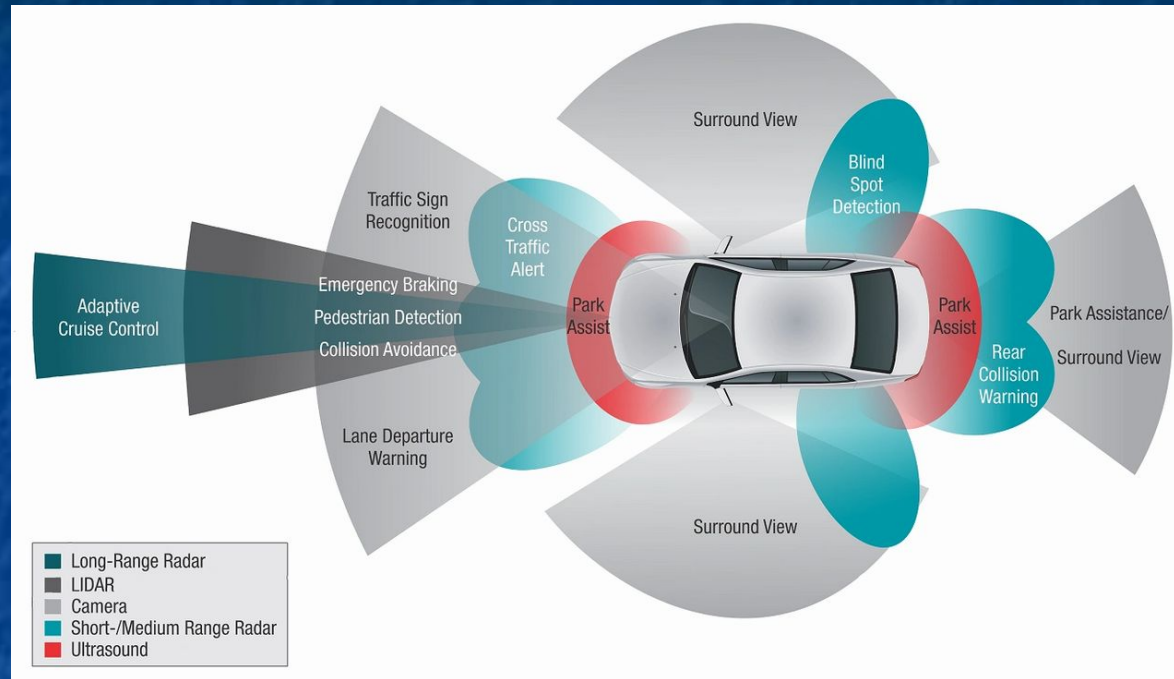 Surround View
Blind
Spot
Detection
Traffic Sign
Recognition
Cross
Traffic
Alert
Emergency Braking
Adaptive
Cruise Control
Pedestrian Detection
Collision Avoidance
Park
Assist
Park
Assist
Park Assistance/
Surround View
Rear
Collision
Warning
Lane Departure
Warning
Surround View
Long-Range Radar
LIDAR
Camera
Short-/Medium Range Radar
Ultrasound